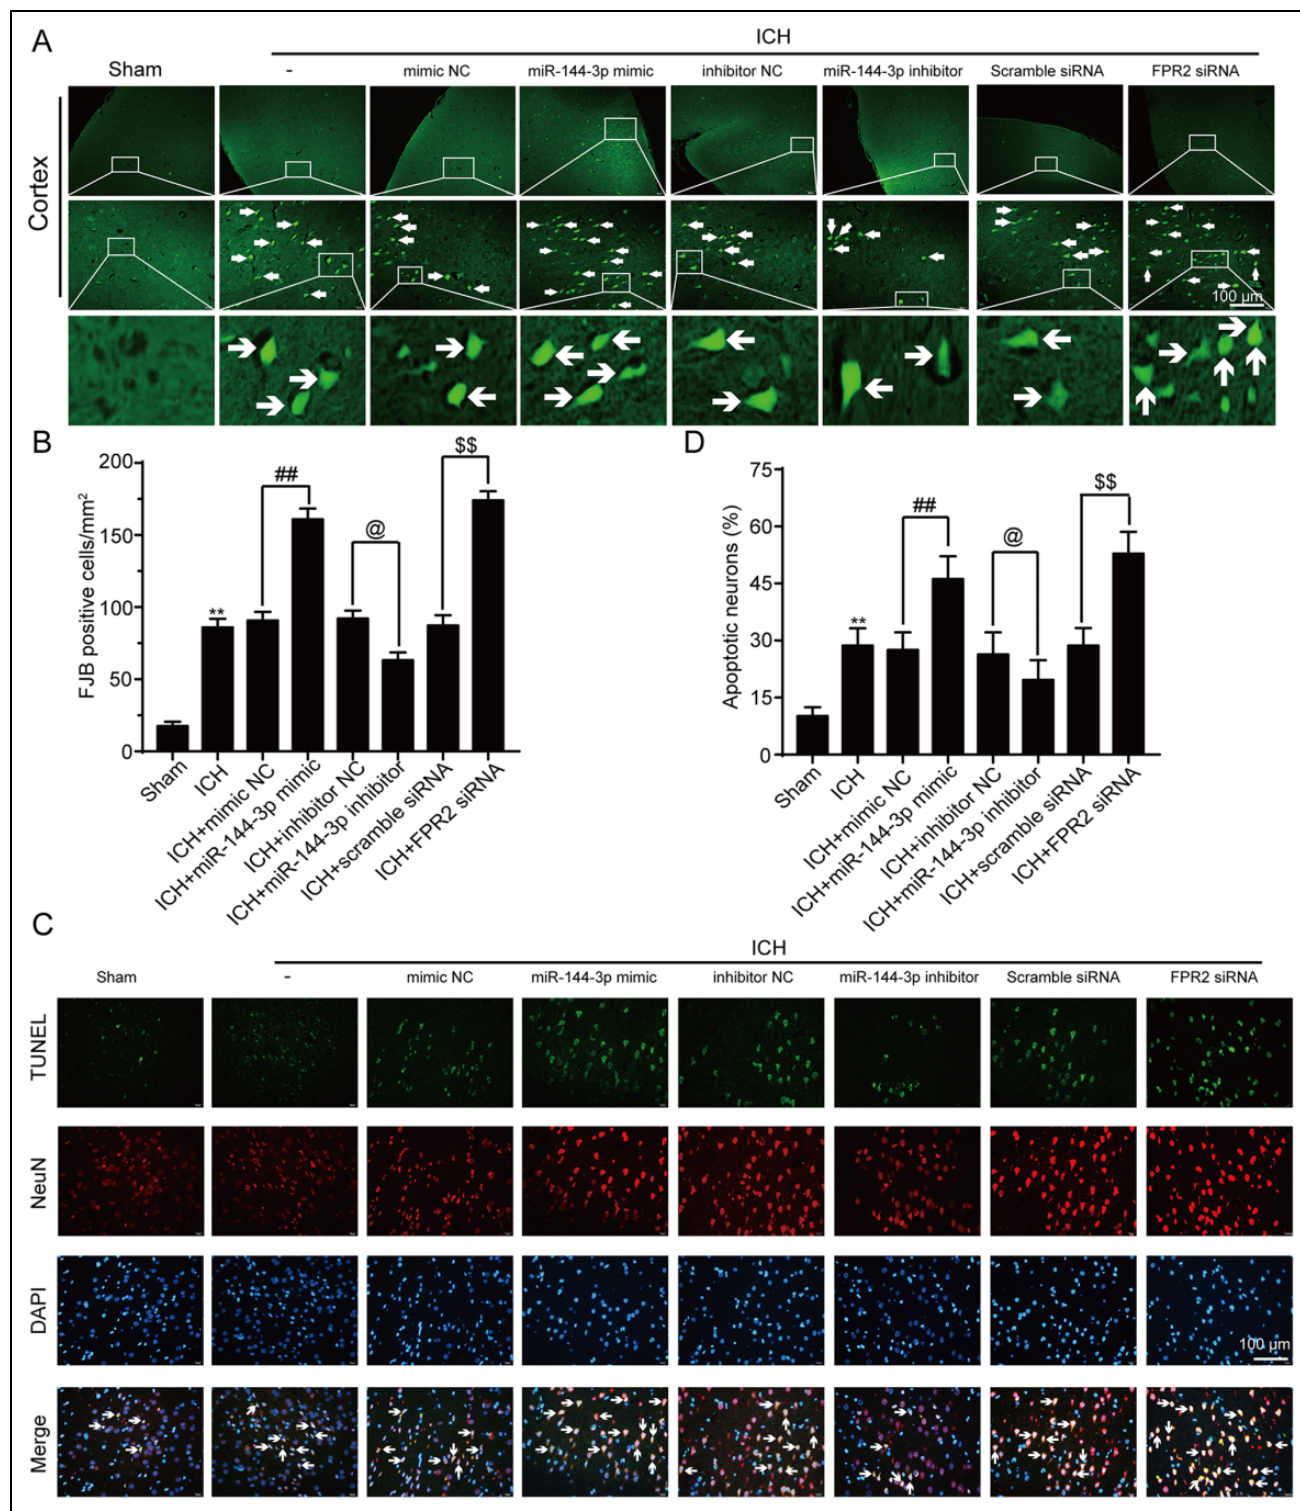 A
ICH
Sham
-
mimic NC
miR-144-3p mimic
inhibitor NC
miR-144-3p inhibitor
Scramble siRNA
FPR2 siRNA
Cortex
100 µm
B
FJB positive cells/mm²
200
150
100
50
0
**
##
@
$$
Sham
ICH
ICH+mimic NC
ICH+miR-144-3p mimic
ICH+inhibitor NC
ICH+miR-144-3p inhibitor
ICH+scramble siRNA
ICH+FPR2 siRNA
D
Apoptotic neurons (%)
75
60
45
30
15
0
**
##
@
$$
Sham
ICH
ICH+mimic NC
ICH+miR-144-3p mimic
ICH+inhibitor NC
ICH+miR-144-3p inhibitor
ICH+scramble siRNA
ICH+FPR2 siRNA
C
ICH
Sham
-
mimic NC
miR-144-3p mimic
inhibitor NC
miR-144-3p inhibitor
Scramble siRNA
FPR2 siRNA
TUNEL
NeuN
DAPI
100 µm
Merge